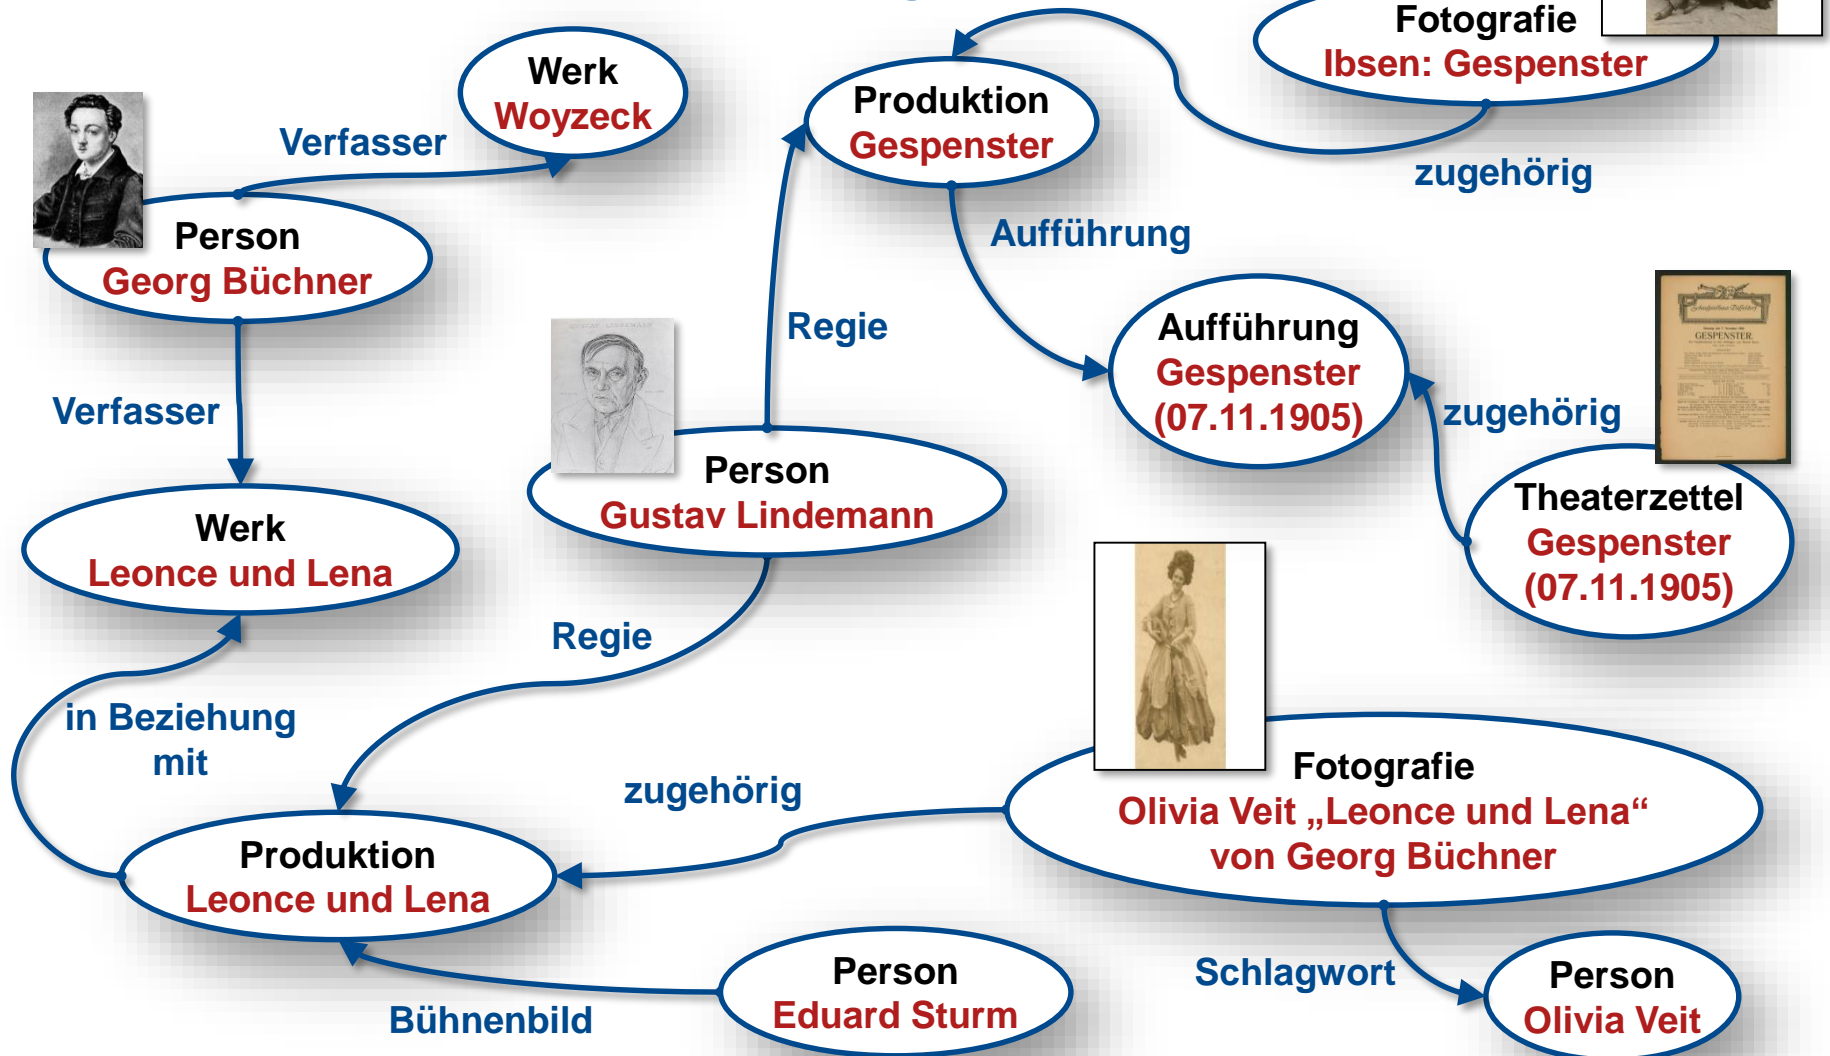 Fotografie
Ibsen: Gespenster
Werk
Woyzeck
Produktion
Gespenster
Verfasser
zugehörig
Person
Georg Büchner
Aufführung
Regie
Aufführung
Gespenster
(07.11.1905)
GESPENSTER.
Verfasser
zugehörig
Person
Gustav Lindemann
Theaterzettel
Gespenster
(07.11.1905)
Werk
Leonce und Lena
Regie
in Beziehung
mit
zugehörig
Fotografie
Olivia Veit „Leonce und Lena“
von Georg Büchner
Produktion
Leonce und Lena
Schlagwort
Person
Eduard Sturm
Person
Olivia Veit
Bühnenbild